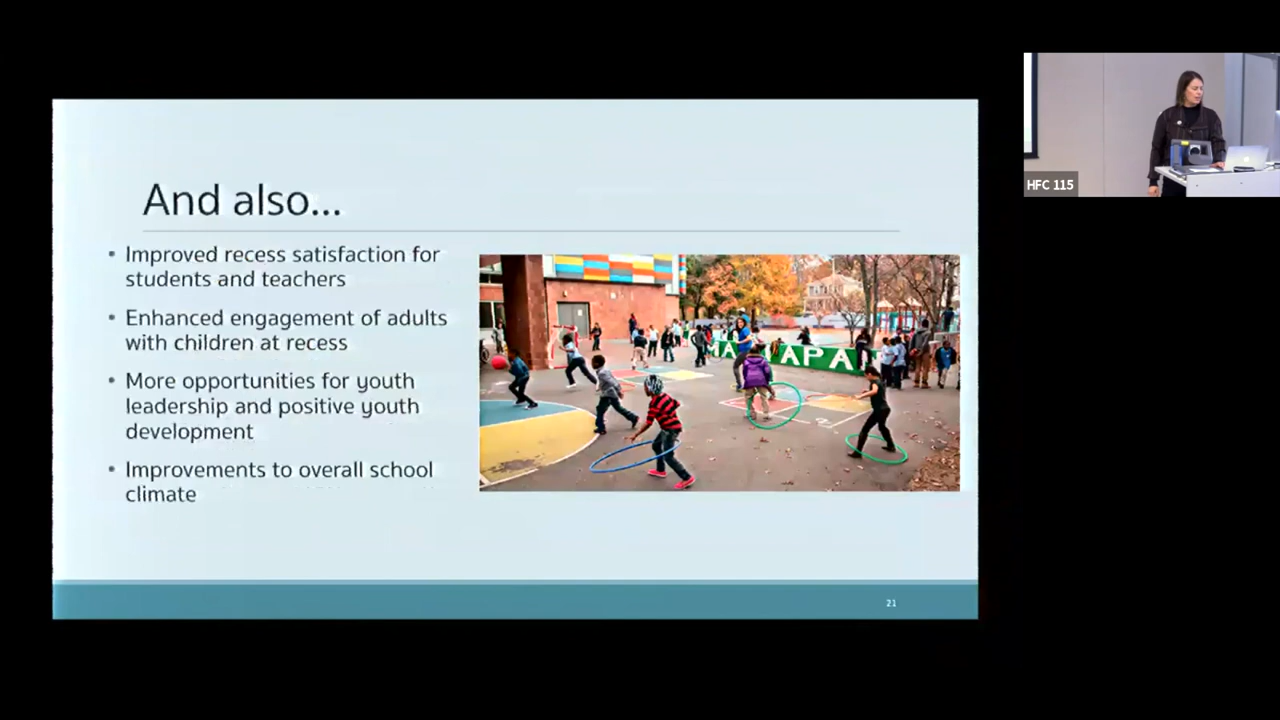 And also...
• Improved recess satisfaction for
students and teachers
• Enhanced engagement of adults
with children at recess
• More opportunities for youth
leadership and positive youth
development
• Improvements to overall school
climate
21
HFC 115